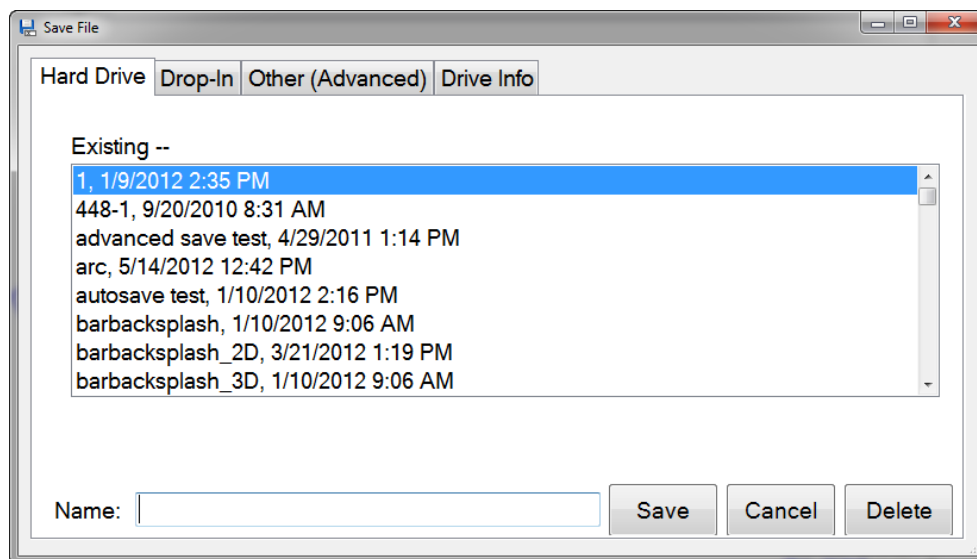 Save File
Hard Drive Drop-In Other (Advanced) Drive Info
Existing --
1, 1/9/2012 2:35 PM
448-1, 9/20/2010 8:31 AM
advanced save test, 4/29/2011 1:14 PM
arc, 5/14/2012 12:42 PM
autosave test, 1/10/2012 2:16 PM
barbacksplash, 1/10/2012 9:06 AM
barbacksplash_2D, 3/21/2012 1:19 PM
barbacksplash_3D, 1/10/2012 9:06 AM
Name: Save Cancel Delete